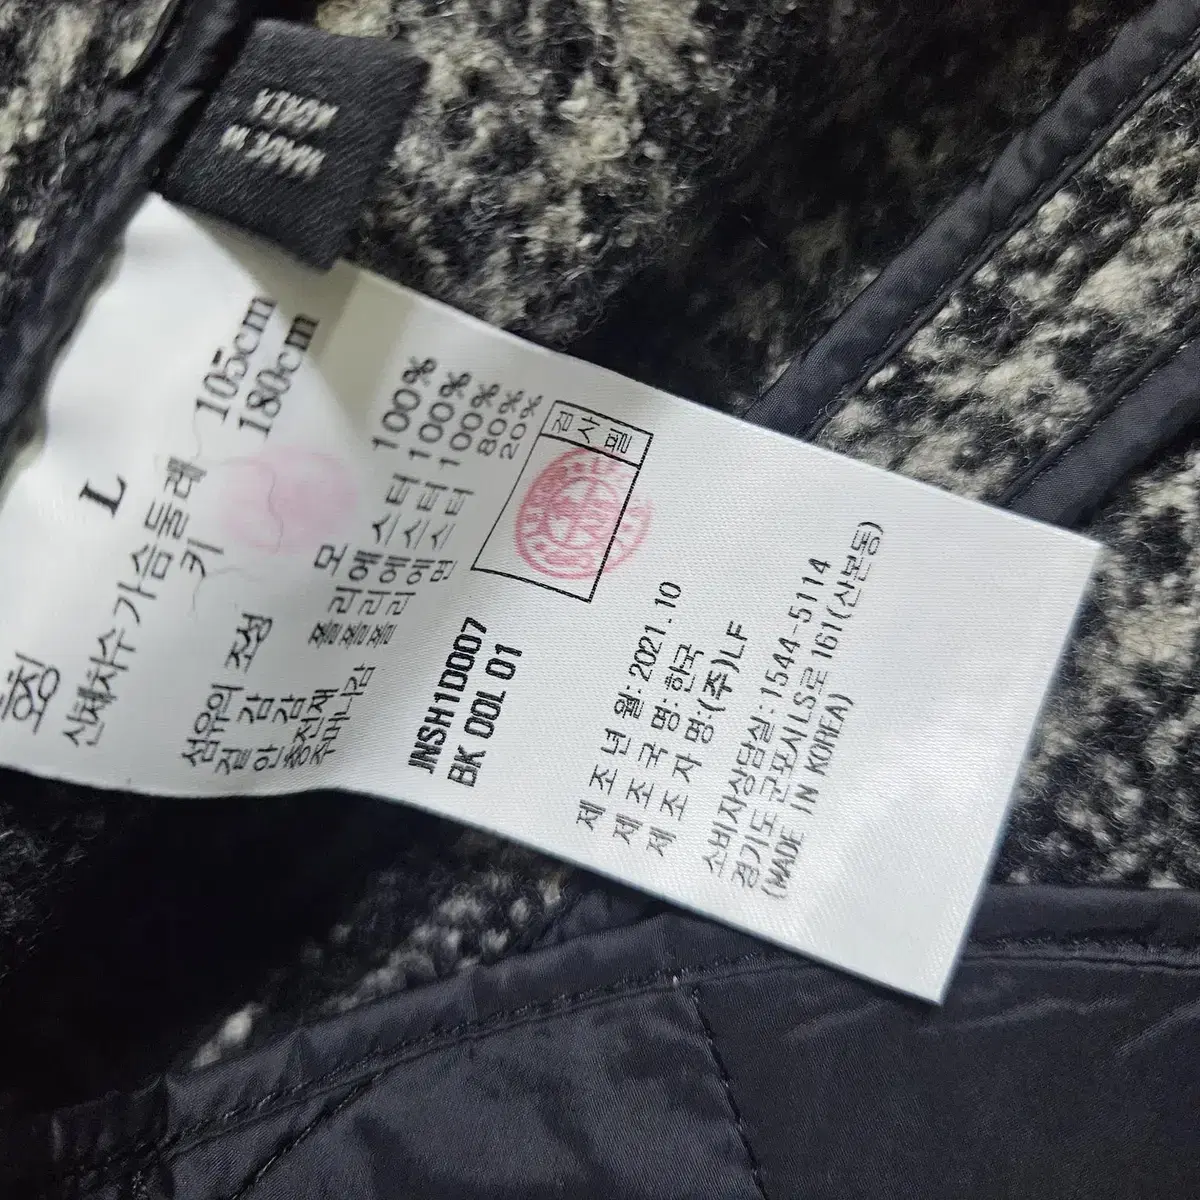 호칭 L
신체치수가슴둘레 105cm
키 180cm
섬유의 조성
겉 감 모 100%
안 감 폴리에스터 100%
충전재 폴리에스터 100%
주머니감 폴리에스터 80%
면 20%
검사필
JNSH1D007
BK 00L 01
제 조 년 월:2021.10
제 조 국 명:한국
제 조 자 명:(주)LF
소비자상담실:1544-5114
경기도군포시LS로 161(산본동)
(MADE IN KOREA)